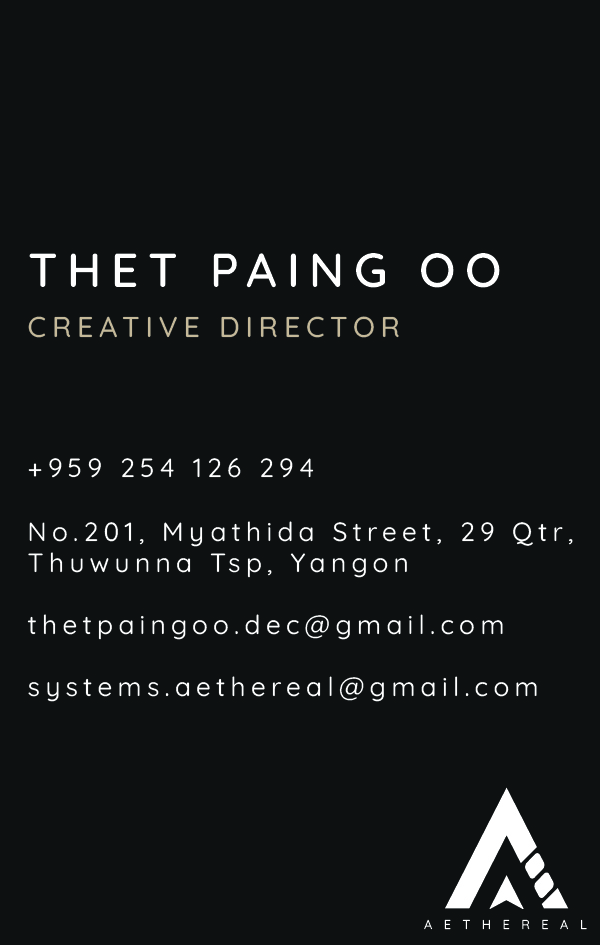 THET PAING OO
CREATIVE DIRECTOR
+959 254 126 294
No.201, Myathida Street, 29 Qtr,
Thuwunna Tsp, Yangon
thetpaingoo.dec@gmail.com
systems.aethereal@gmail.com
AETHEREAL